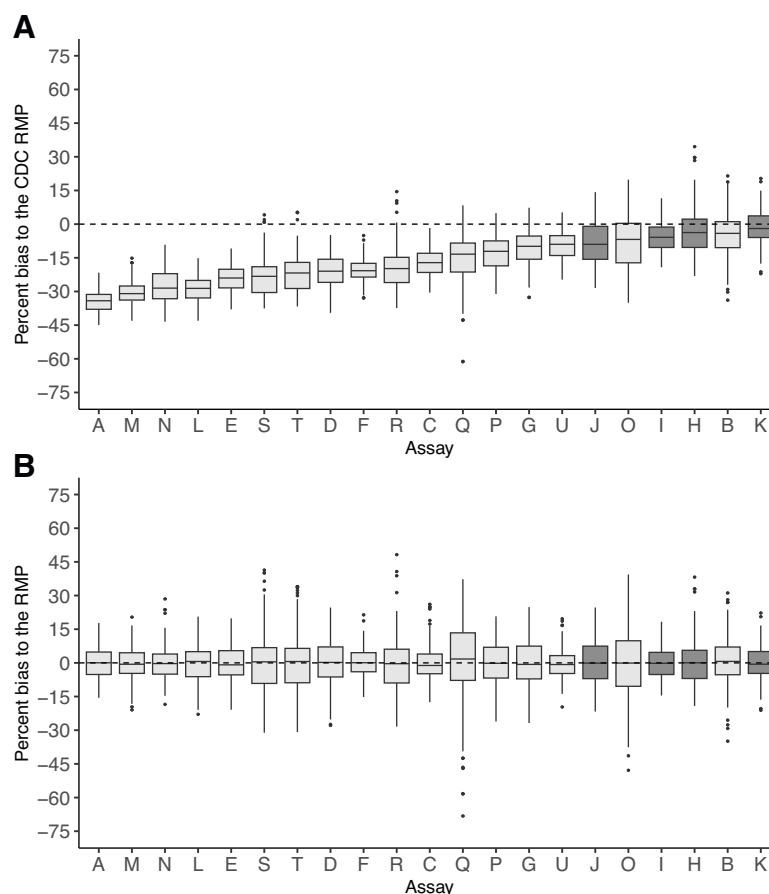 A
Percent bias to the CDC RMP
75
60
45
30
15
0
−15
−30
−45
−60
−75
A M N L E S T D F R C Q P G U J O I H B K
Assay
B
Percent bias to the RMP
75
60
45
30
15
0
−15
−30
−45
−60
−75
A M N L E S T D F R C Q P G U J O I H B K
Assay